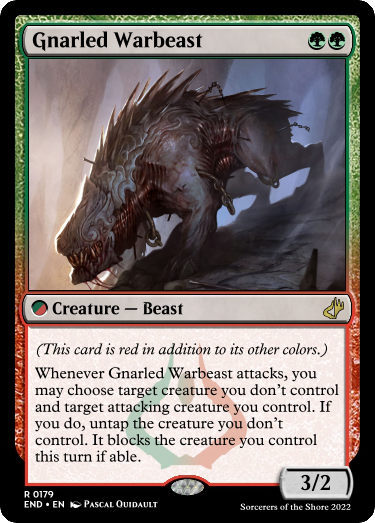 Gnarled Warbeast
Creature — Beast
(This card is red in addition to its other colors.)
Whenever Gnarled Warbeast attacks, you
may choose target creature you don't control
and target attacking creature you control. If
you do, untap the creature you don't
control. It blocks the creature you control
this turn if able.
3/2
R 0179
END • EN Pascal Ouidault
Sorcerers of the Shore 2022